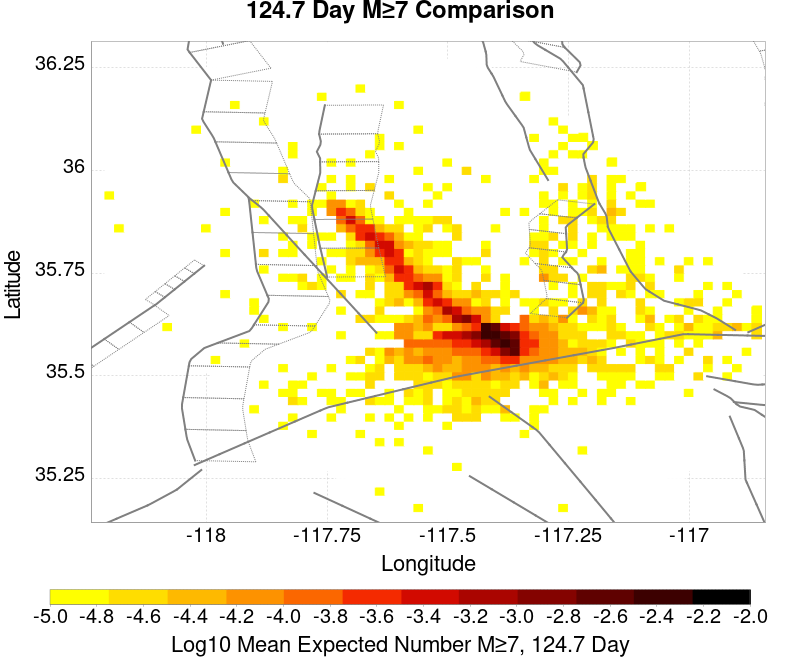 124.7 Day M≥7 Comparison
36.25
36
35.75
35.5
35.25
Latitude
-118
-117.75
-117.5
-117.25
-117
Longitude
-5.0 -4.8 -4.6 -4.4 -4.2 -4.0 -3.8 -3.6 -3.4 -3.2 -3.0 -2.8 -2.6 -2.4 -2.2 -2.0
Log10 Mean Expected Number M≥7, 124.7 Day